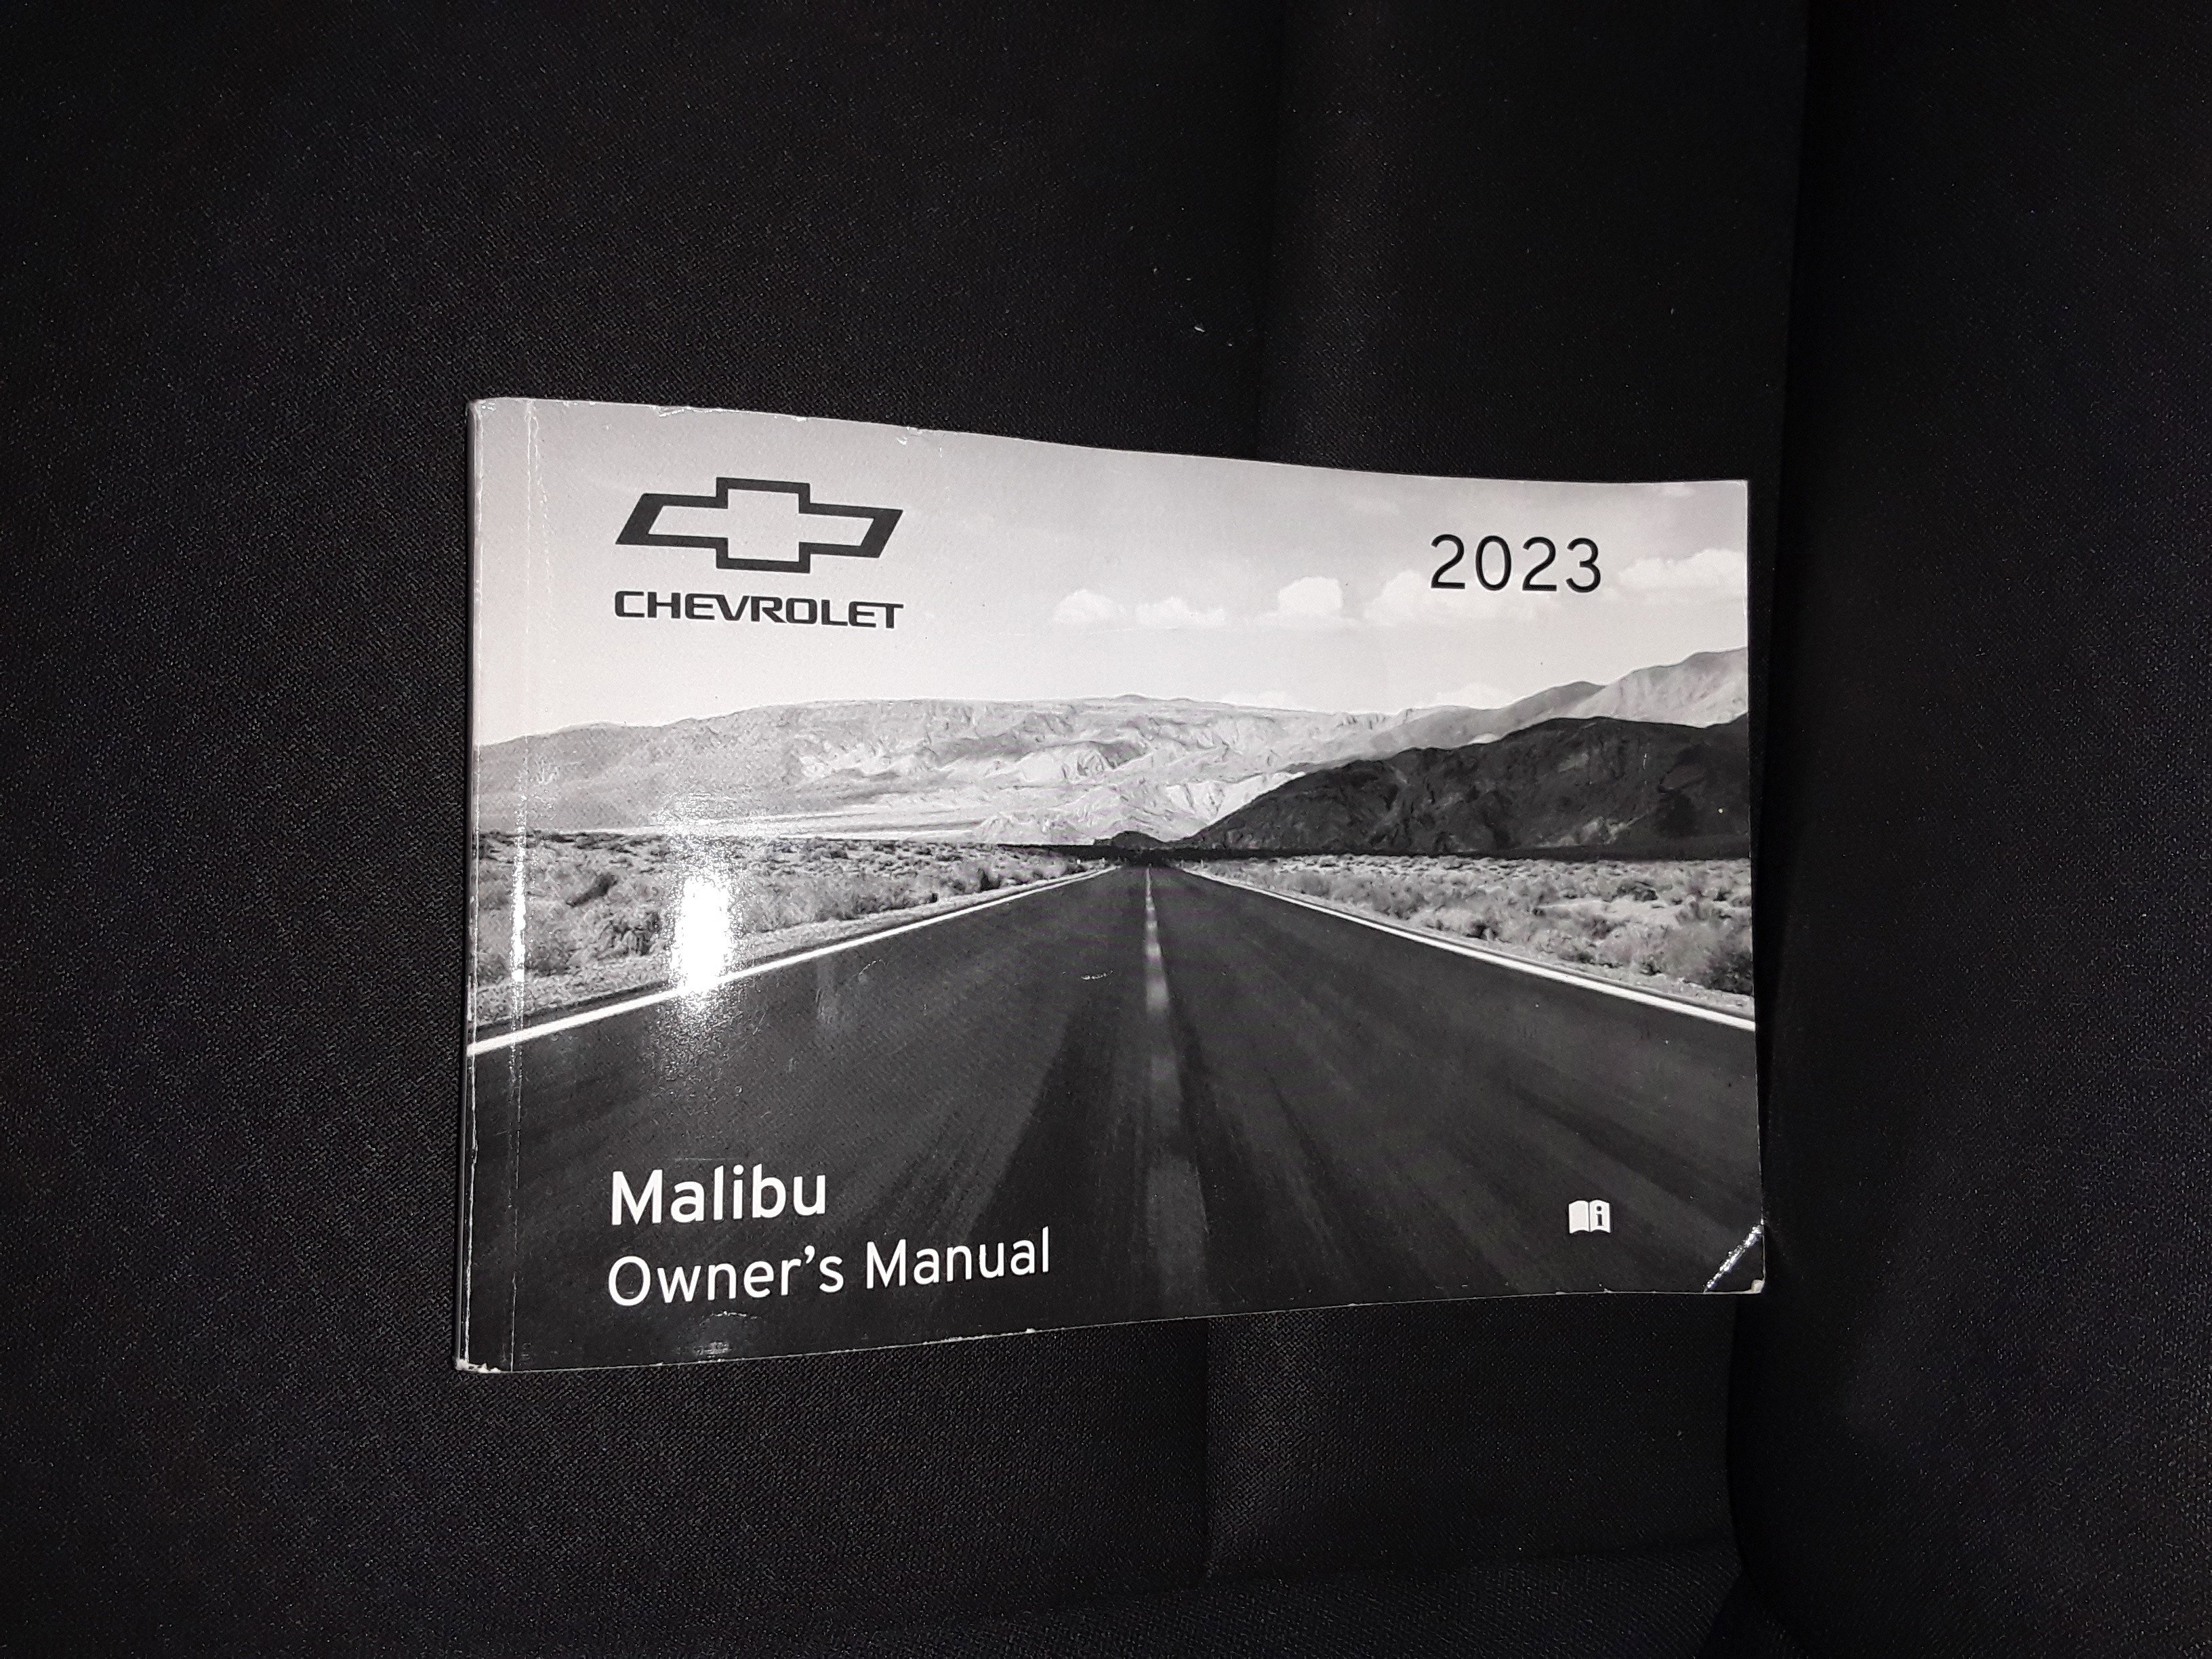 CHEVROLET
2023
Malibu
Owner's Manual